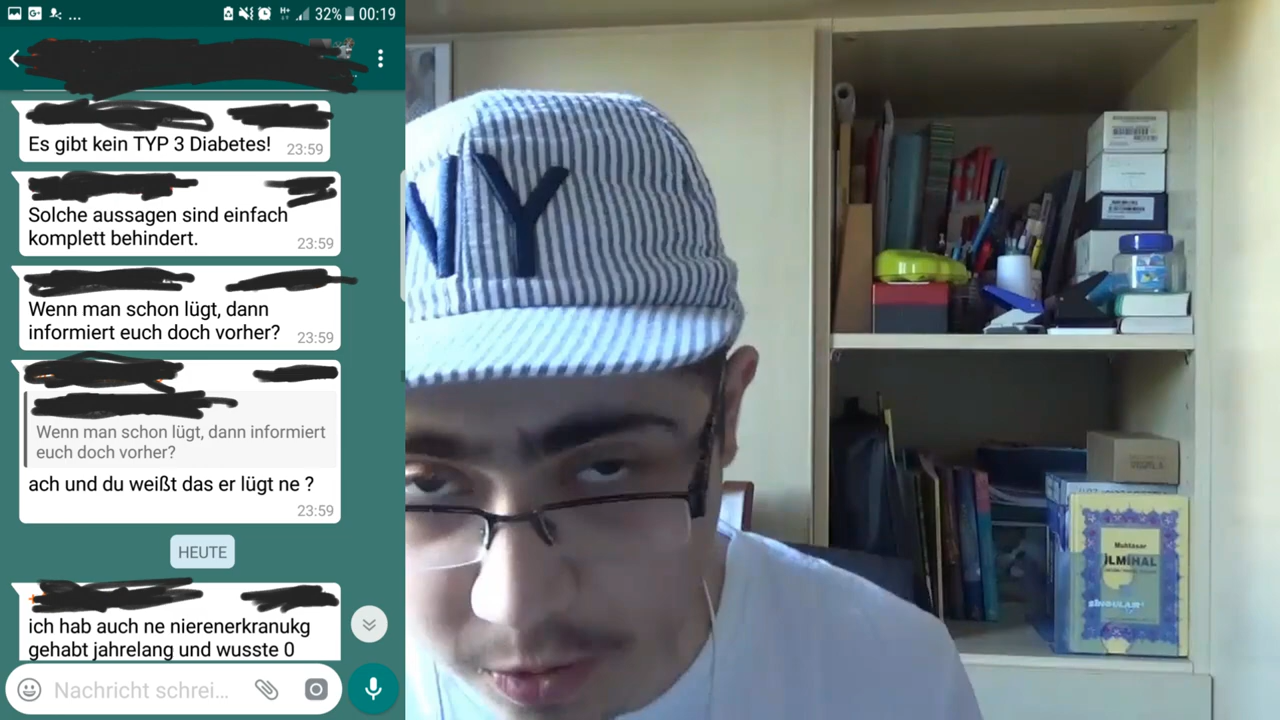 ... 32% 00:19
Es gibt kein TYP 3 Diabetes! 23:59
Solche aussagen sind einfach
komplett behindert. 23:59
Wenn man schon lügt, dann
informiert euch doch vorher? 23:59
Wenn man schon lügt, dann informiert
euch doch vorher?
ach und du weißt das er lügt ne ?
23:59
HEUTE
ich hab auch ne nierenerkranukg
gehabt jahrelang und wusste 0
Nachricht schrei...
NY
Muhtasar
İLMİHAL